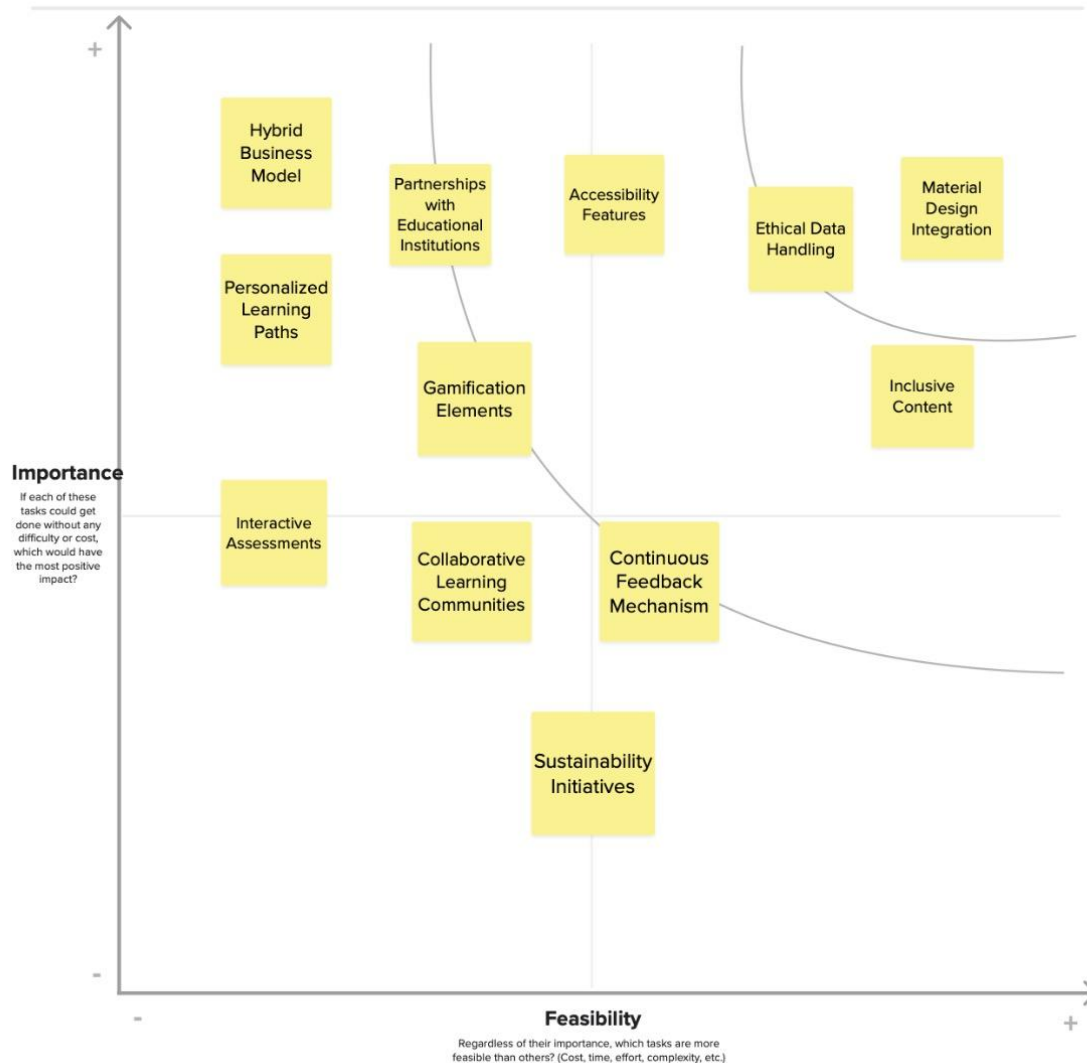 +
Hybrid
Business
Model
Partnerships
with
Educational
Institutions
Accessibility
Features
Ethical Data
Handling
Material
Design
Integration
Personalized
Learning
Paths
Gamification
Elements
Inclusive
Content
Importance
If each of these
tasks could get
done without any
difficulty or cost,
which would have
the most positive
impact?
Interactive
Assessments
Collaborative
Learning
Communities
Continuous
Feedback
Mechanism
Sustainability
Initiatives
-
-
Feasibility
+
Regardless of their importance, which tasks are more
feasible than others? (Cost, time, effort, complexity, etc.)